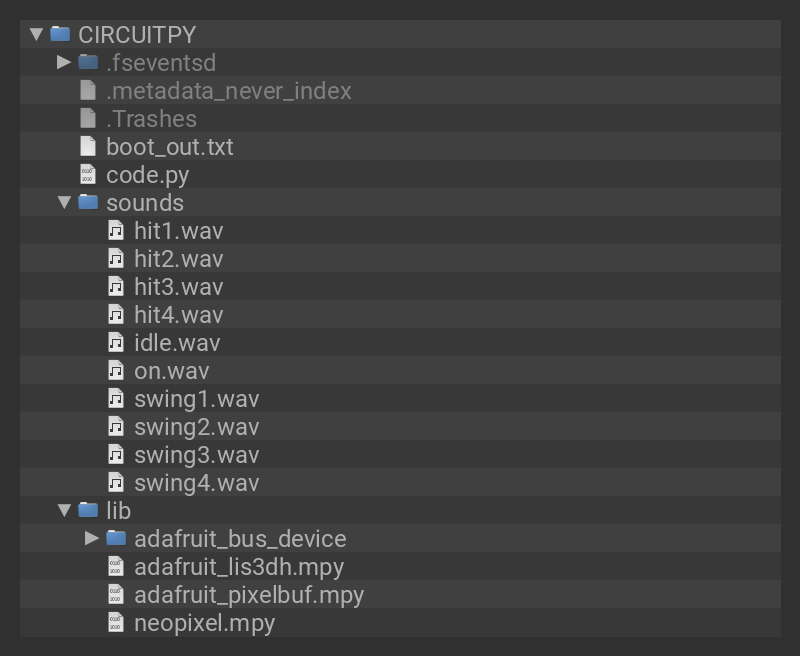 CIRCUITPY
.fseventsd
.metadata_never_index
.Trashes
boot_out.txt
code.py
sounds
hit1.wav
hit2.wav
hit3.wav
hit4.wav
idle.wav
on.wav
swing1.wav
swing2.wav
swing3.wav
swing4.wav
lib
adafruit_bus_device
adafruit_lis3dh.mpy
adafruit_pixelbuf.mpy
neopixel.mpy